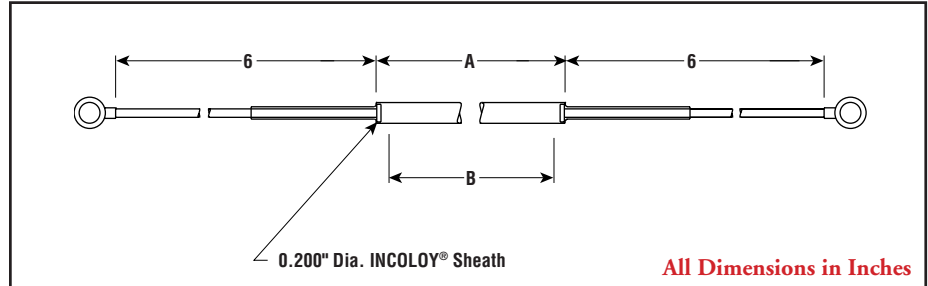 6 A 6
B
0.200" Dia. INCOLOY® Sheath
All Dimensions in Inches